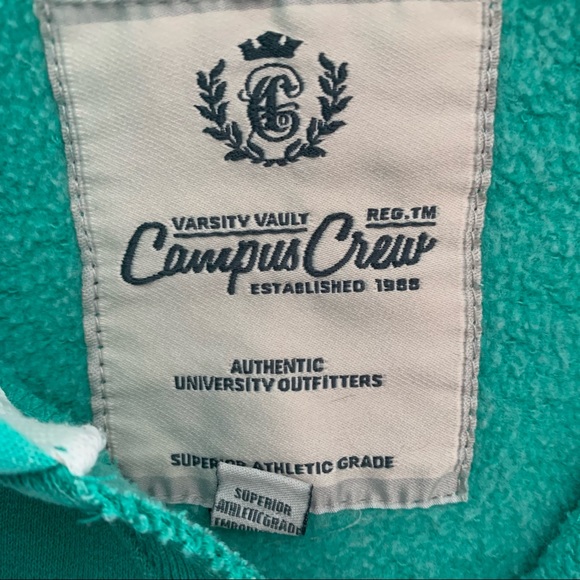 VARSITY VAULT REG.TM
Campus Crew
ESTABLISHED 1988
AUTHENTIC
UNIVERSITY OUTFITTERS
SUPERIOR ATHLETIC GRADE
SUPERIOR
ATHLETIC GRADE